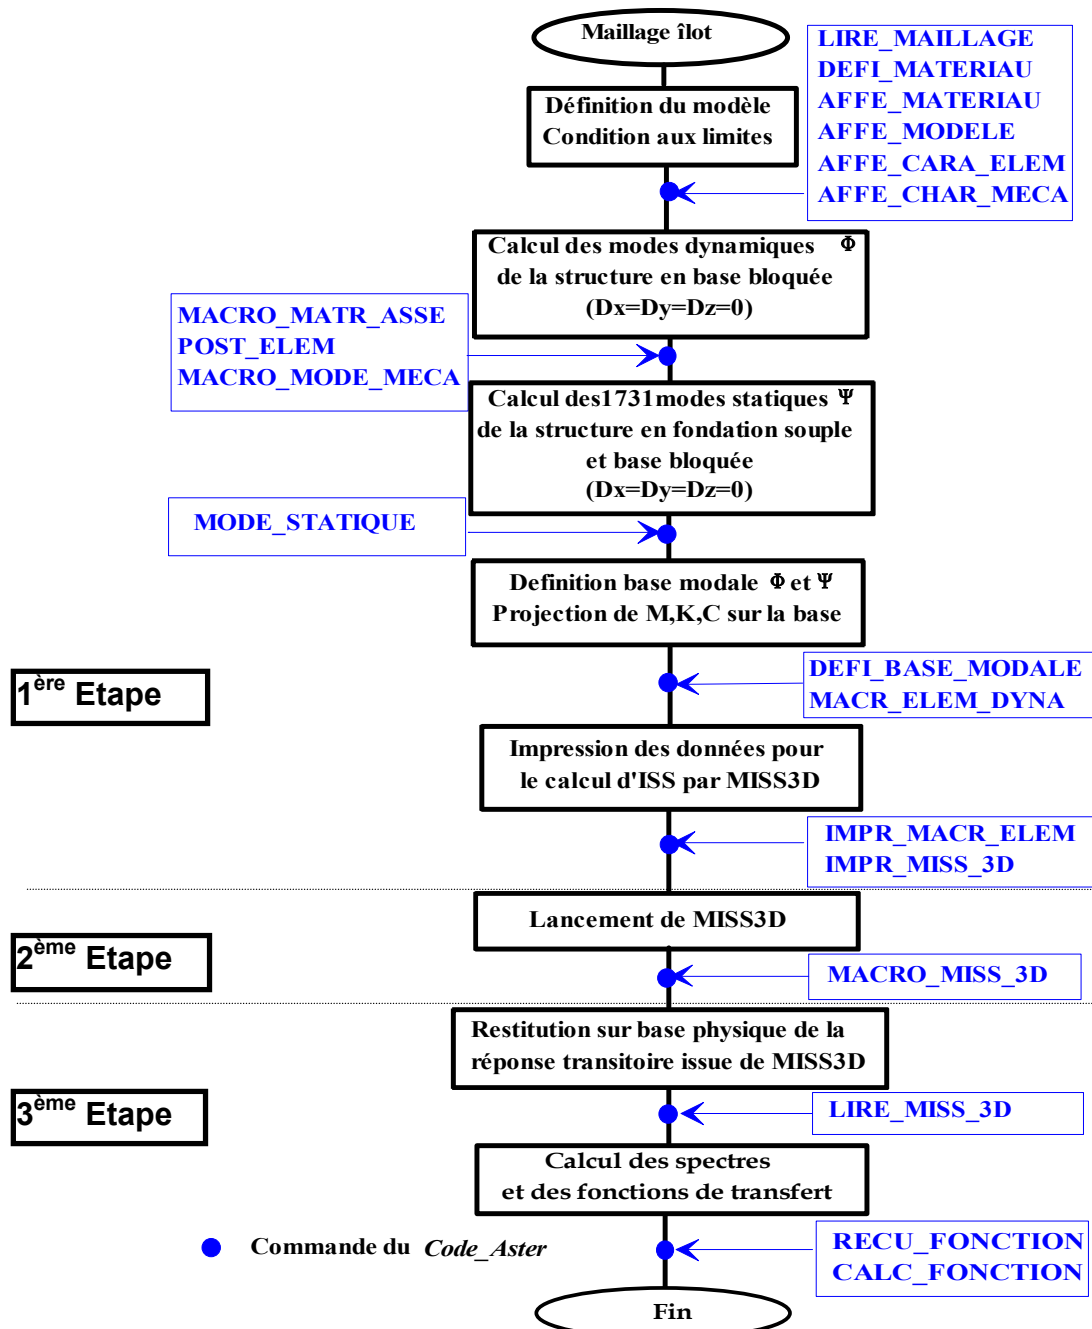 Maillage îlot
LIRE_MAILLAGE
DEFI_MATERIAU
AFFE_MATERIAU
AFFE_MODELE
AFFE_CARA_ELEM
AFFE_CHAR_MECA
Définition du modèle
Condition aux limites
Calcul des modes dynamiques Φ
de la structure en base bloquée
(Dx=Dy=Dz=0)
MACRO_MATR_ASSE
POST_ELEM
MACRO_MODE_MECA
Calcul des1731modes statiques Ψ
de la structure en fondation souple
et base bloquée
(Dx=Dy=Dz=0)
MODE_STATIQUE
Definition base modale Φ et Ψ
Projection de M,K,C sur la base
DEFI_BASE_MODALE
MACR_ELEM_DYNA
1ère Etape
Impression des données pour
le calcul d'ISS par MISS3D
IMPR_MACR_ELEM
IMPR_MISS_3D
Lancement de MISS3D
2ème Etape
MACRO_MISS_3D
Restitution sur base physique de la
réponse transitoire issue de MISS3D
3ème Etape
LIRE_MISS_3D
Calcul des spectres
et des fonctions de transfert
Commande du Code_Aster
RECU_FONCTION
CALC_FONCTION
Fin